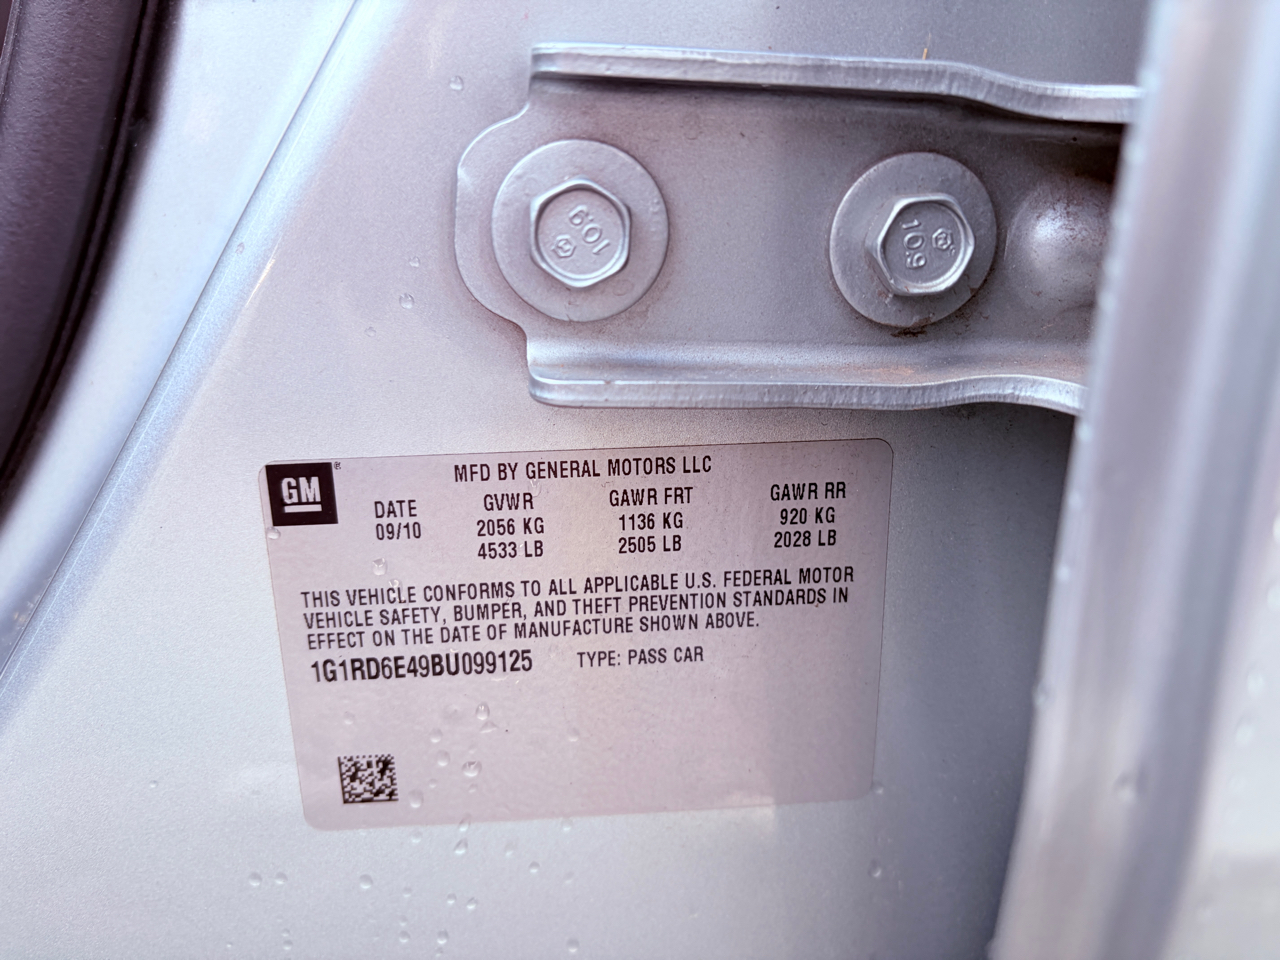 10.9
10.9
GM ®
MFD BY GENERAL MOTORS LLC
DATE GVWR GAWR FRT GAWR RR
09/10 2056 KG 1136 KG 920 KG
4533 LB 2505 LB 2028 LB
THIS VEHICLE CONFORMS TO ALL APPLICABLE U.S. FEDERAL MOTOR
VEHICLE SAFETY, BUMPER, AND THEFT PREVENTION STANDARDS IN
EFFECT ON THE DATE OF MANUFACTURE SHOWN ABOVE.
1G1RD6E49BU099125 TYPE: PASS CAR